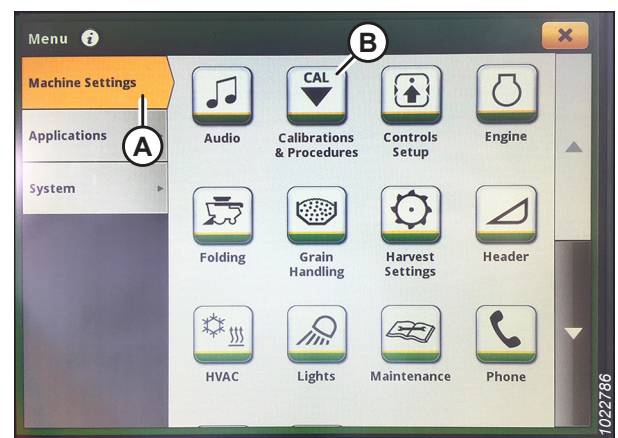 Menu i
B
Machine Settings
CAL
Audio
Calibrations
& Procedures
Controls
Setup
Engine
Applications
A
System
Folding
Grain
Handling
Harvest
Settings
Header
HVAC
Lights
Maintenance
Phone
1022786